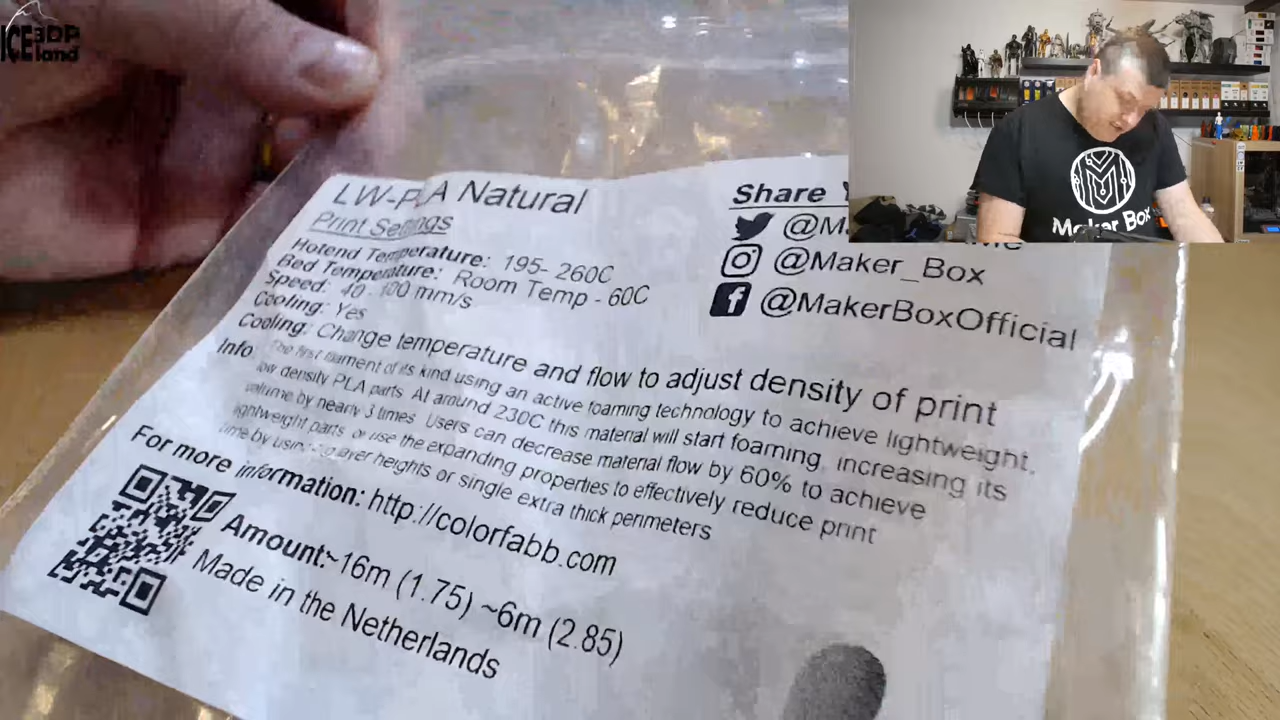 ICE 3DP land
LW-PLA Natural
Print Settings
Hotend Temperature: 195- 260C
Bed Temperature: Room Temp - 60C
Speed: 40 - 100 mm/s
Cooling: Yes
Cooling: Change temperature and flow to adjust density of print
Info: The first filament of its kind using an active foaming technology to achieve lightweight,
low density PLA parts. At around 230C this material will start foaming, increasing its
volume by nearly 3 times. Users can decrease material flow by 60% to achieve
lightweight parts, or use the expanding properties to effectively reduce print
time by using big layer heights or single extra thick perimeters
For more information: http://colorfabb.com
Amount:~16m (1.75) ~6m (2.85)
Made in the Netherlands
Share
@Ma
@Maker_Box
@MakerBoxOfficial
Maker Box